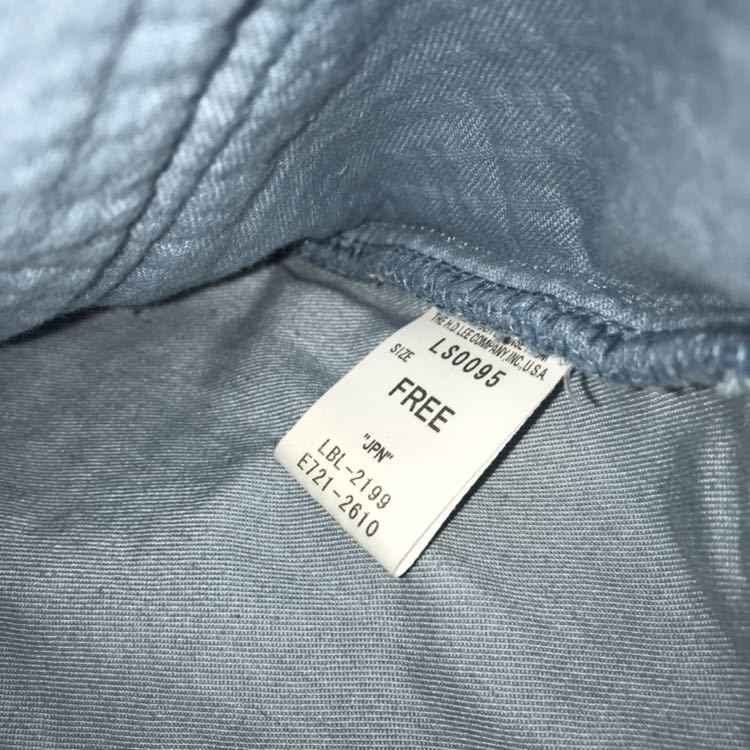 THE H.D. LEE COMPANY, INC., U.S.A.
LS0095
SIZE
FREE
"JPN"
LBL-2199
E721-2610